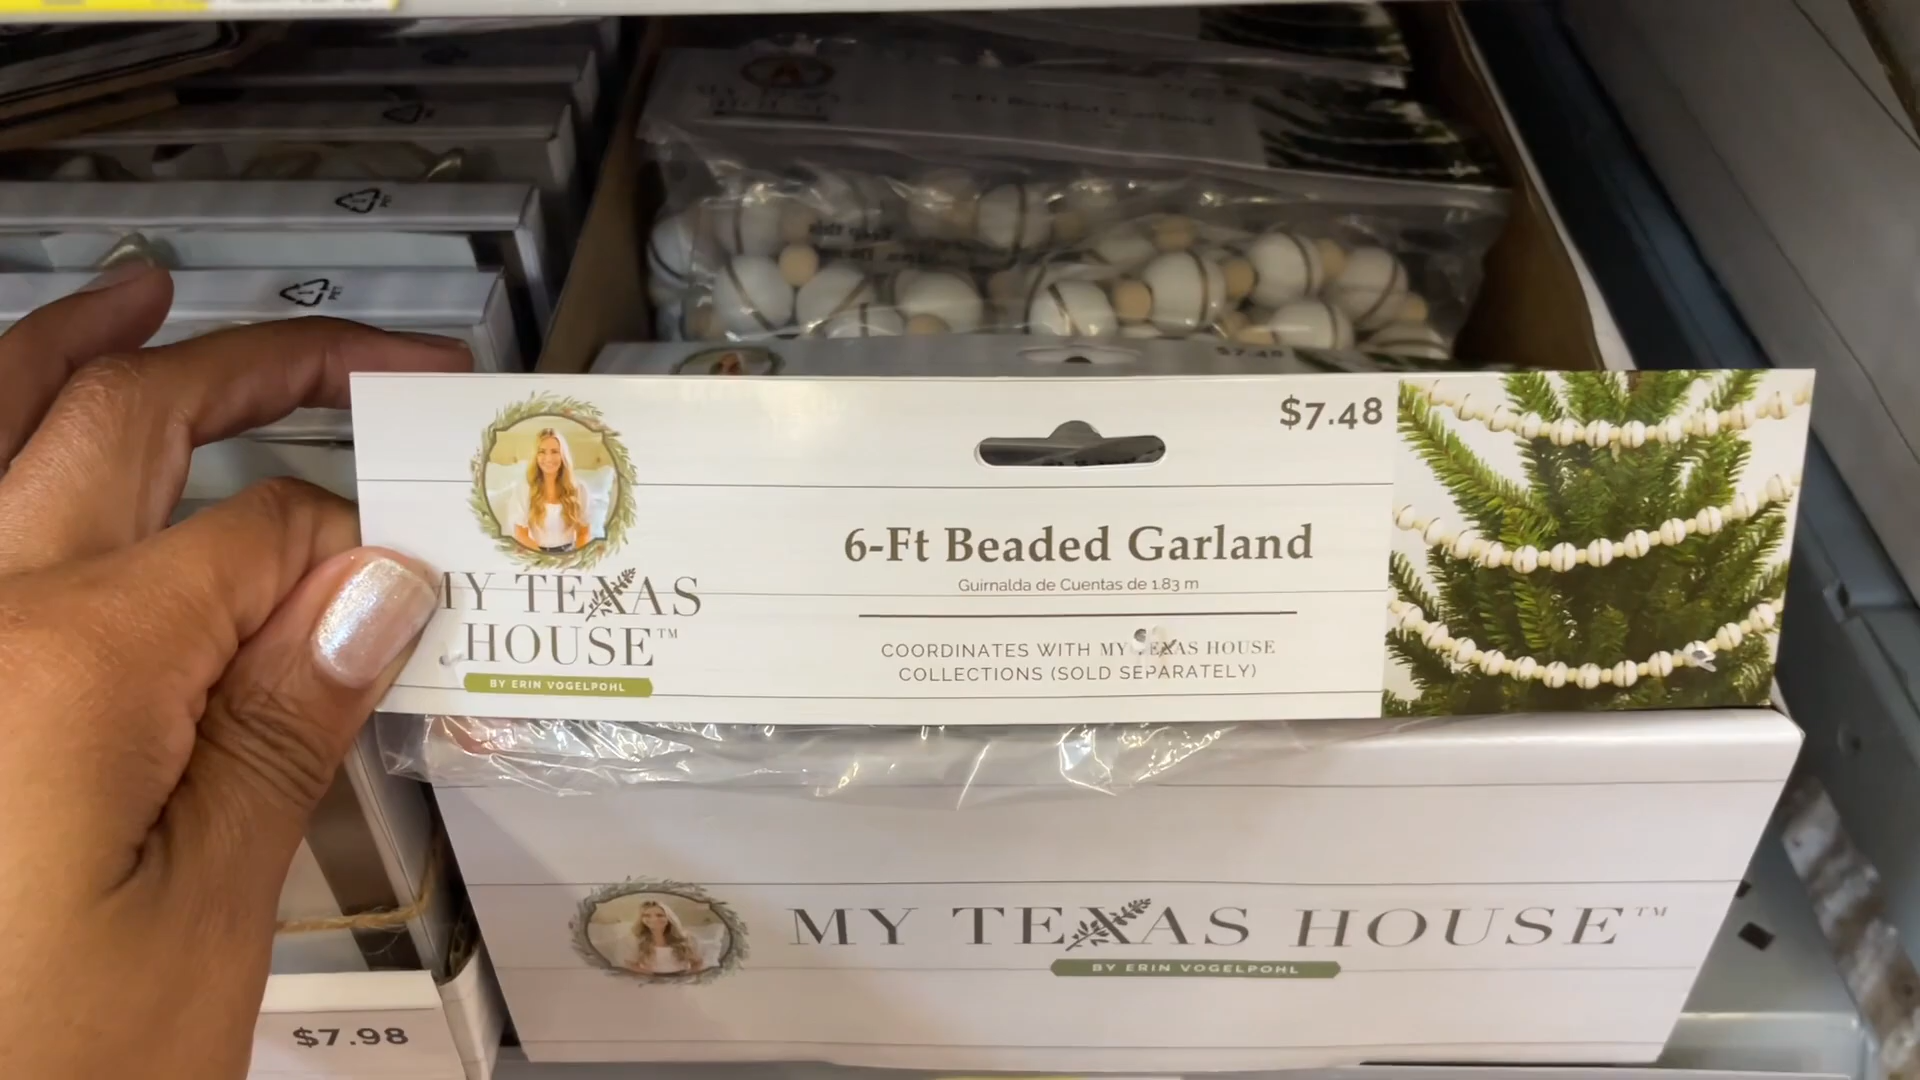 6-Ft Beaded Garland
$7.48
$7.48
6-Ft Beaded Garland
Guirnalda de Cuentas de 1.83 m
MY TEXAS
HOUSE™
BY ERIN VOGELPOHL
COORDINATES WITH MY TEXAS HOUSE
COLLECTIONS (SOLD SEPARATELY)
MY TEXAS HOUSE™
BY ERIN VOGELPOHL
$7.98